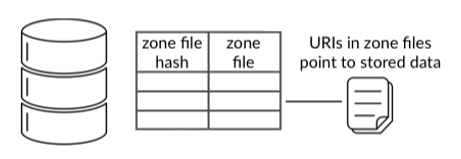 zone file hash
zone file
URIs in zone files
point to stored data